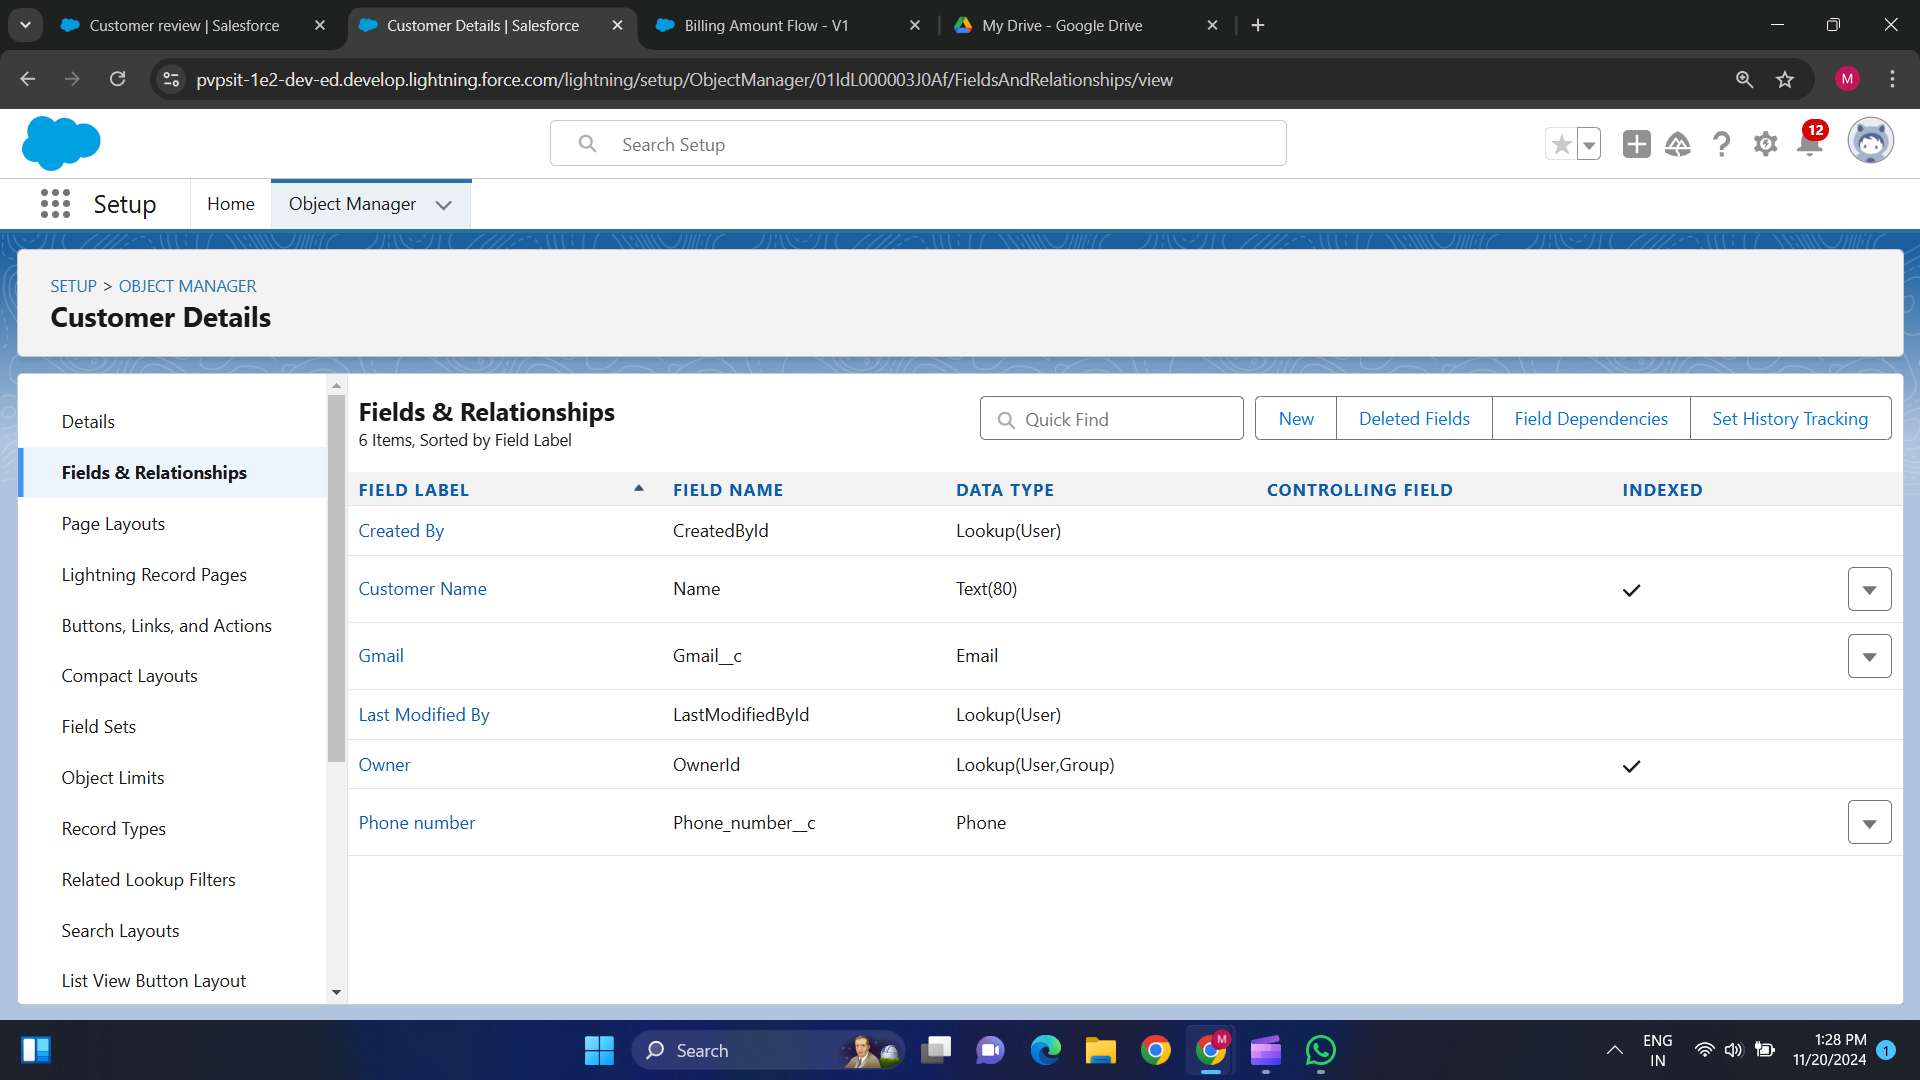 Customer review | Salesforce
Customer Details | Salesforce
Billing Amount Flow - V1
My Drive - Google Drive
pvpsit-1e2-dev-ed.develop.lightning.force.com/lightning/setup/ObjectManager/01IdL000003J0Af/FieldsAndRelationships/view
M
Search Setup
12
Setup
Home
Object Manager
SETUP > OBJECT MANAGER
Customer Details
Details
Fields & Relationships
Page Layouts
Lightning Record Pages
Buttons, Links, and Actions
Compact Layouts
Field Sets
Object Limits
Record Types
Related Lookup Filters
Search Layouts
List View Button Layout
Fields & Relationships
6 Items, Sorted by Field Label
Quick Find
New
Deleted Fields
Field Dependencies
Set History Tracking
FIELD LABEL FIELD NAME DATA TYPE CONTROLLING FIELD INDEXED
Created By CreatedById Lookup(User)
Customer Name Name Text(80)
Gmail Gmail__c Email
Last Modified By LastModifiedById Lookup(User)
Owner OwnerId Lookup(User,Group)
Phone number Phone_number__c Phone
Search
M
ENG
IN
1:28 PM
11/20/2024
1